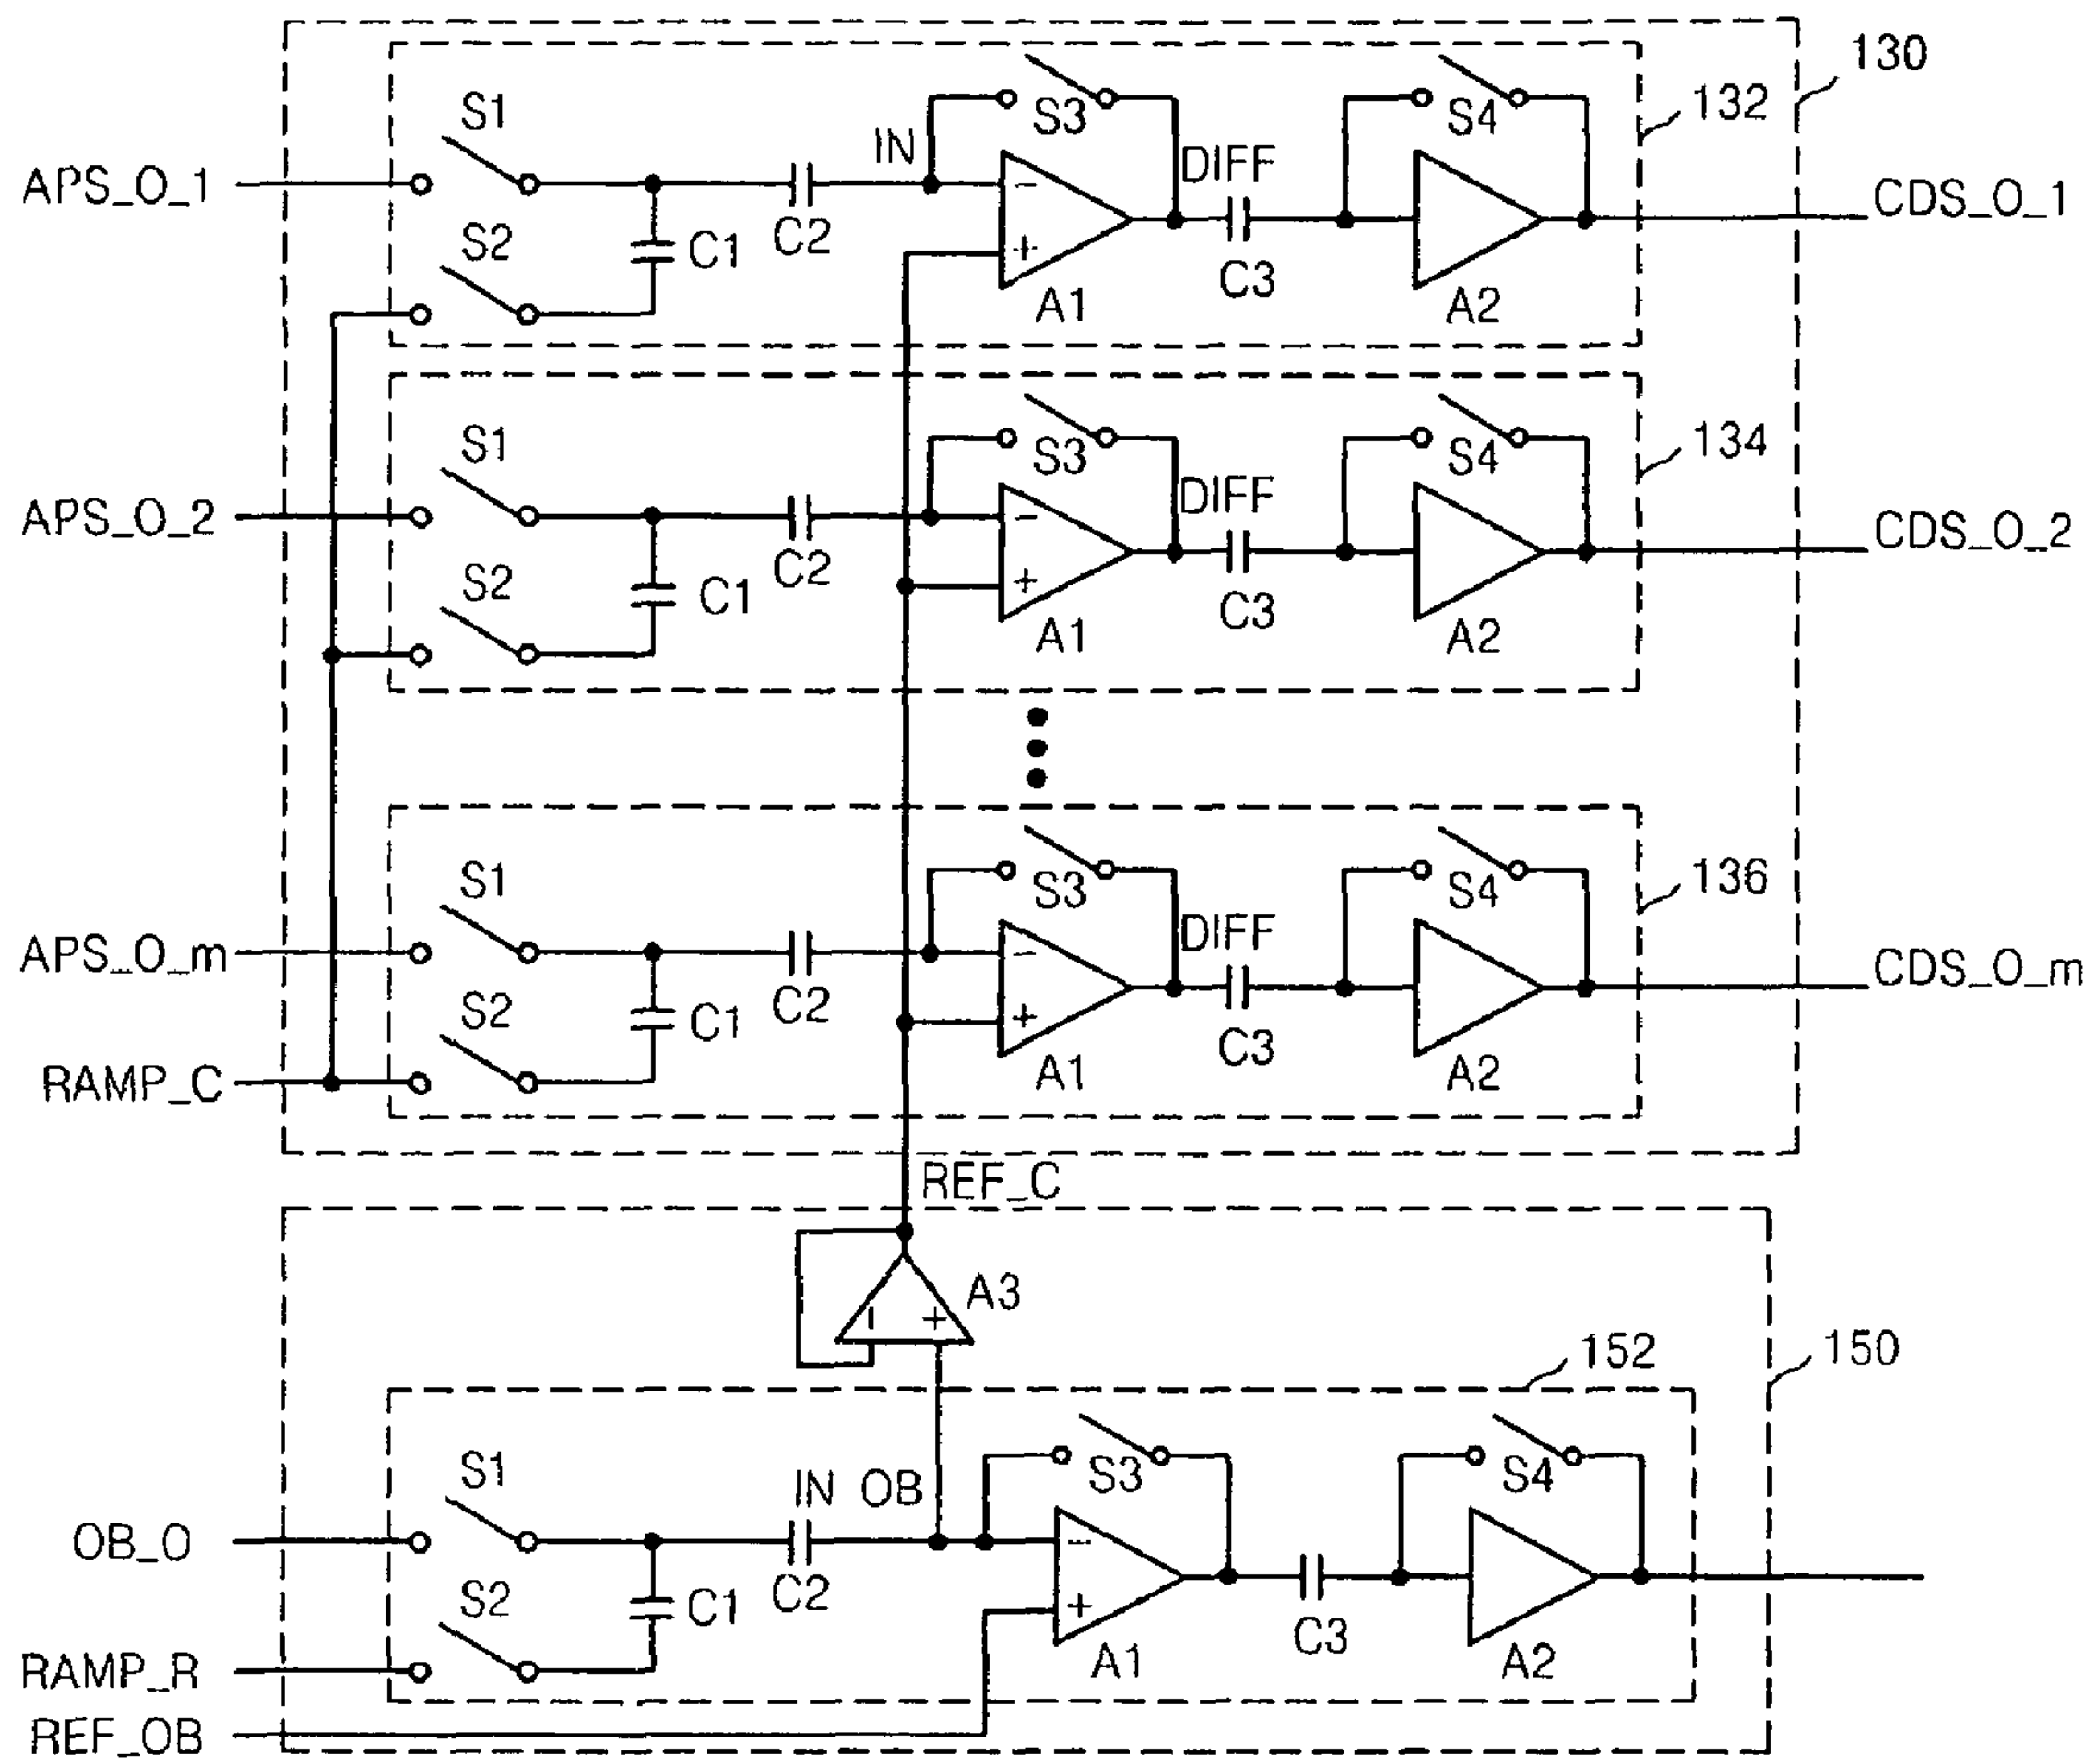 130
132
S1
S3
S4
IN
DIFF
APS_O_1
CDS_O_1
−
S2
C1
C2
+
C3
A1
A2
134
S1
S3
S4
DIFF
APS_O_2
CDS_O_2
−
C2
S2
C1
+
C3
A1
A2
136
S1
S3
S4
DIFF
APS_O_m
CDS_O_m
−
S2
C1
C2
+
C3
A1
A2
RAMP_C
REF_C
A3
−
+
152
150
S1
IN OB
S3
S4
OB_O
−
S2
C1
C2
+
C3
A1
A2
RAMP_R
REF_OB